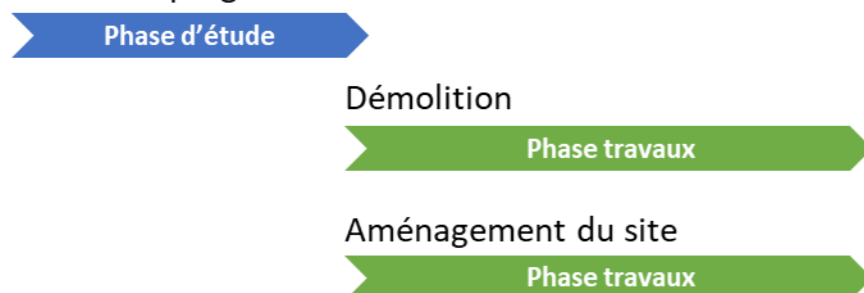 Phase d'étude
Démolition
Phase travaux
Aménagement du site
Phase travaux